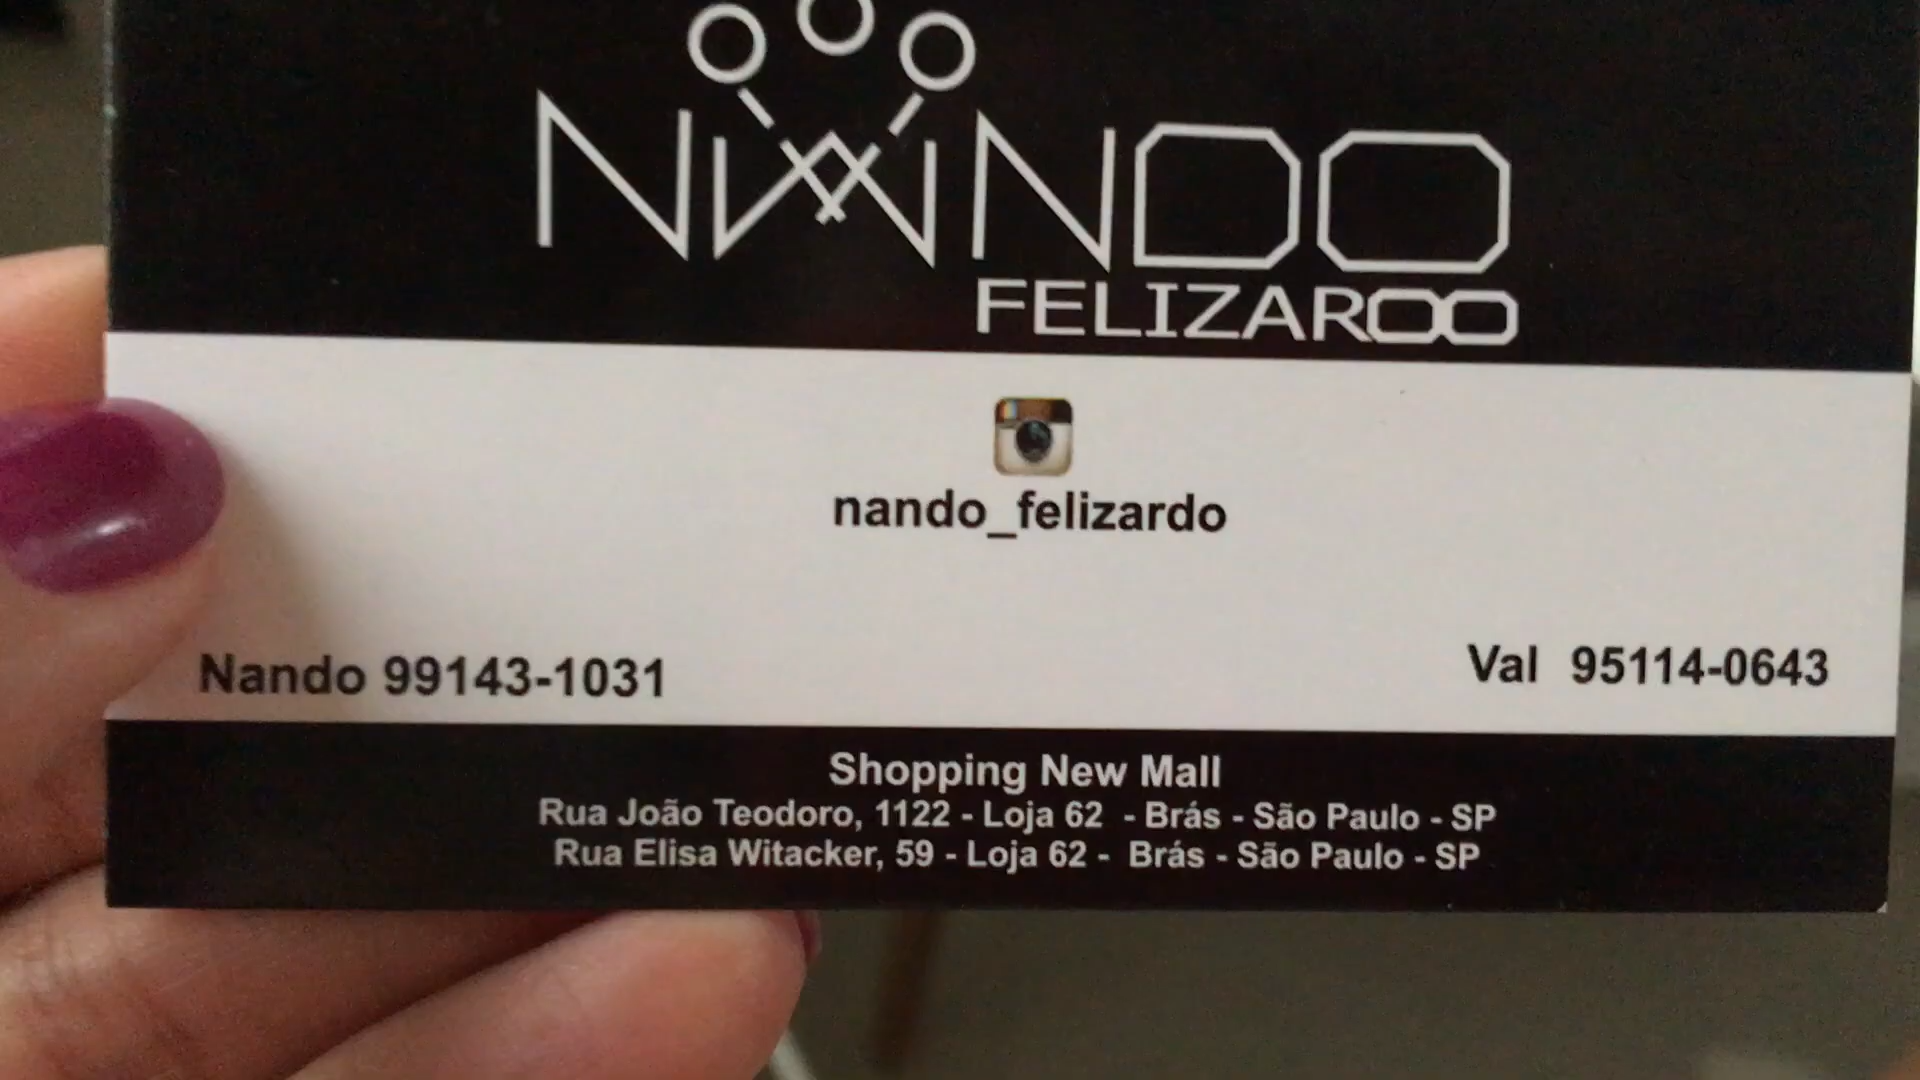 NANDO
FELIZARDO
nando_felizardo
Nando 99143-1031
Val 95114-0643
Shopping New Mall
Rua João Teodoro, 1122 - Loja 62 - Brás - São Paulo - SP
Rua Elisa Witacker, 59 - Loja 62 - Brás - São Paulo - SP